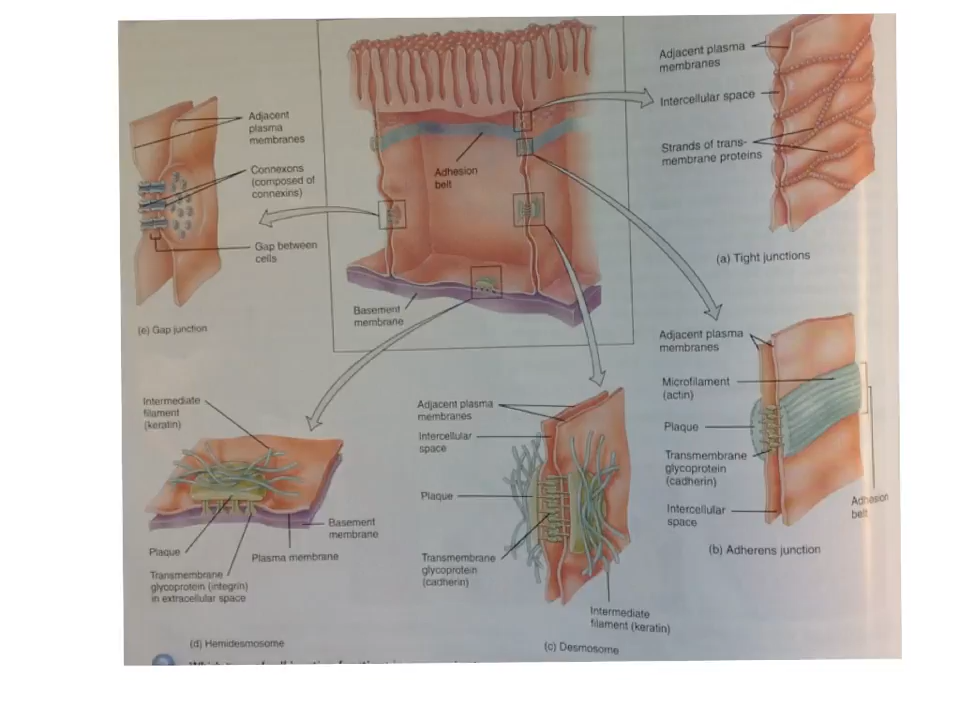 Adjacent plasma
membranes
Intercellular space
Strands of trans-
membrane proteins
(a) Tight junctions
Adjacent
plasma
membranes
Connexons
(composed of
connexins)
Gap between
cells
(e) Gap junction
Adhesion
belt
Basement
membrane
Adjacent plasma
membranes
Microfilament
(actin)
Plaque
Transmembrane
glycoprotein
(cadherin)
Intercellular
space
Adhesion
belt
(b) Adherens junction
Intermediate
filament
(keratin)
Basement
membrane
Plaque
Plasma membrane
Transmembrane
glycoprotein (integrin)
in extracellular space
(d) Hemidesmosome
Adjacent plasma
membranes
Intercellular
space
Plaque
Transmembrane
glycoprotein
(cadherin)
Intermediate
filament (keratin)
(c) Desmosome